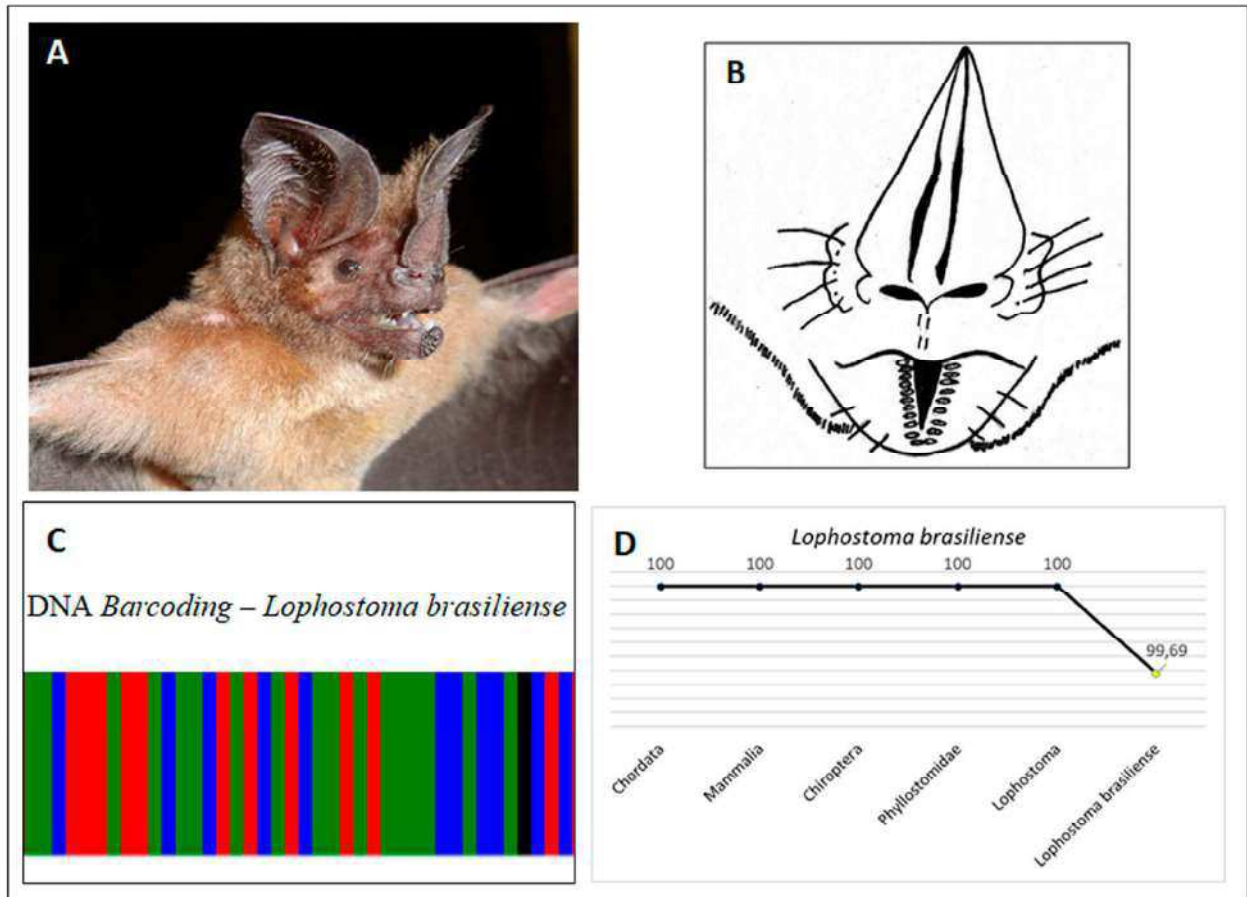 A
B
C
DNA Barcoding – Lophostoma brasiliense
D
Lophostoma brasiliense
100 100 100 100 100
99,69
Chordata
Mammalia
Chiroptera
Phyllostomidae
Lophostoma
Lophostoma brasiliense